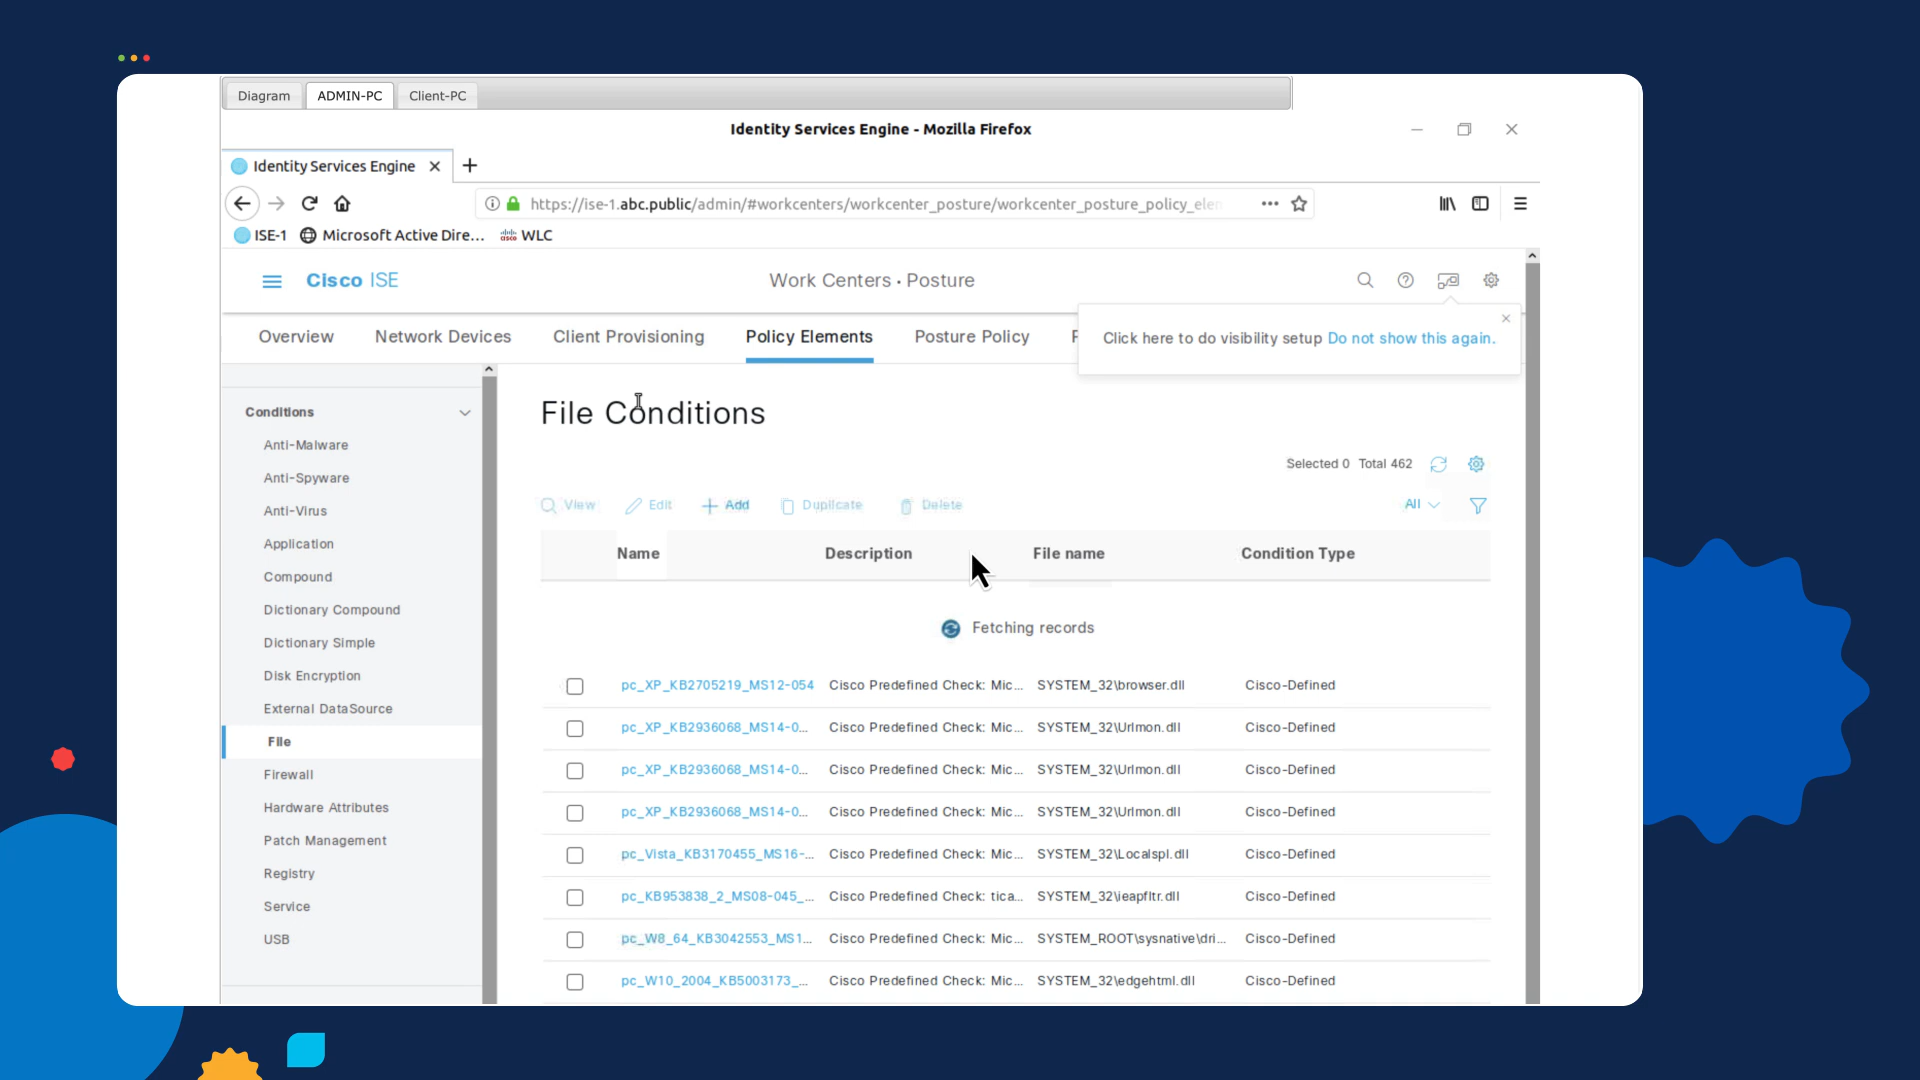 Diagram
ADMIN-PC
Client-PC
Identity Services Engine - Mozilla Firefox
Identity Services Engine
https://ise-1.abc.public/admin/#workcenters/workcenter_posture/workcenter_posture_policy_elen
ISE-1
Microsoft Active Dire...
WLC
Cisco ISE
Work Centers · Posture
Overview
Network Devices
Client Provisioning
Policy Elements
Posture Policy
Click here to do visibility setup Do not show this again.
Conditions
Anti-Malware
Anti-Spyware
Anti-Virus
Application
Compound
Dictionary Compound
Dictionary Simple
Disk Encryption
External DataSource
File
Firewall
Hardware Attributes
Patch Management
Registry
Service
USB
File Conditions
Selected 0 Total 462
View
Edit
Add
Duplicate
Delete
All
Name Description File name Condition Type
Fetching records
pc_XP_KB2705219_MS12-054 Cisco Predefined Check: Mic... SYSTEM_32\browser.dll Cisco-Defined
pc_XP_KB2936068_MS14-0... Cisco Predefined Check: Mic... SYSTEM_32\Urlmon.dll Cisco-Defined
pc_XP_KB2936068_MS14-0... Cisco Predefined Check: Mic... SYSTEM_32\Urlmon.dll Cisco-Defined
pc_XP_KB2936068_MS14-0... Cisco Predefined Check: Mic... SYSTEM_32\Urlmon.dll Cisco-Defined
pc_Vista_KB3170455_MS16-... Cisco Predefined Check: Mic... SYSTEM_32\Localspl.dll Cisco-Defined
pc_KB953838_2_MS08-045_... Cisco Predefined Check: tica... SYSTEM_32\ieapfltr.dll Cisco-Defined
pc_W8_64_KB3042553_MS1... Cisco Predefined Check: Mic... SYSTEM_ROOT\sysnative\dri... Cisco-Defined
pc_W10_2004_KB5003173_... Cisco Predefined Check: Mic... SYSTEM_32\edgehtml.dll Cisco-Defined